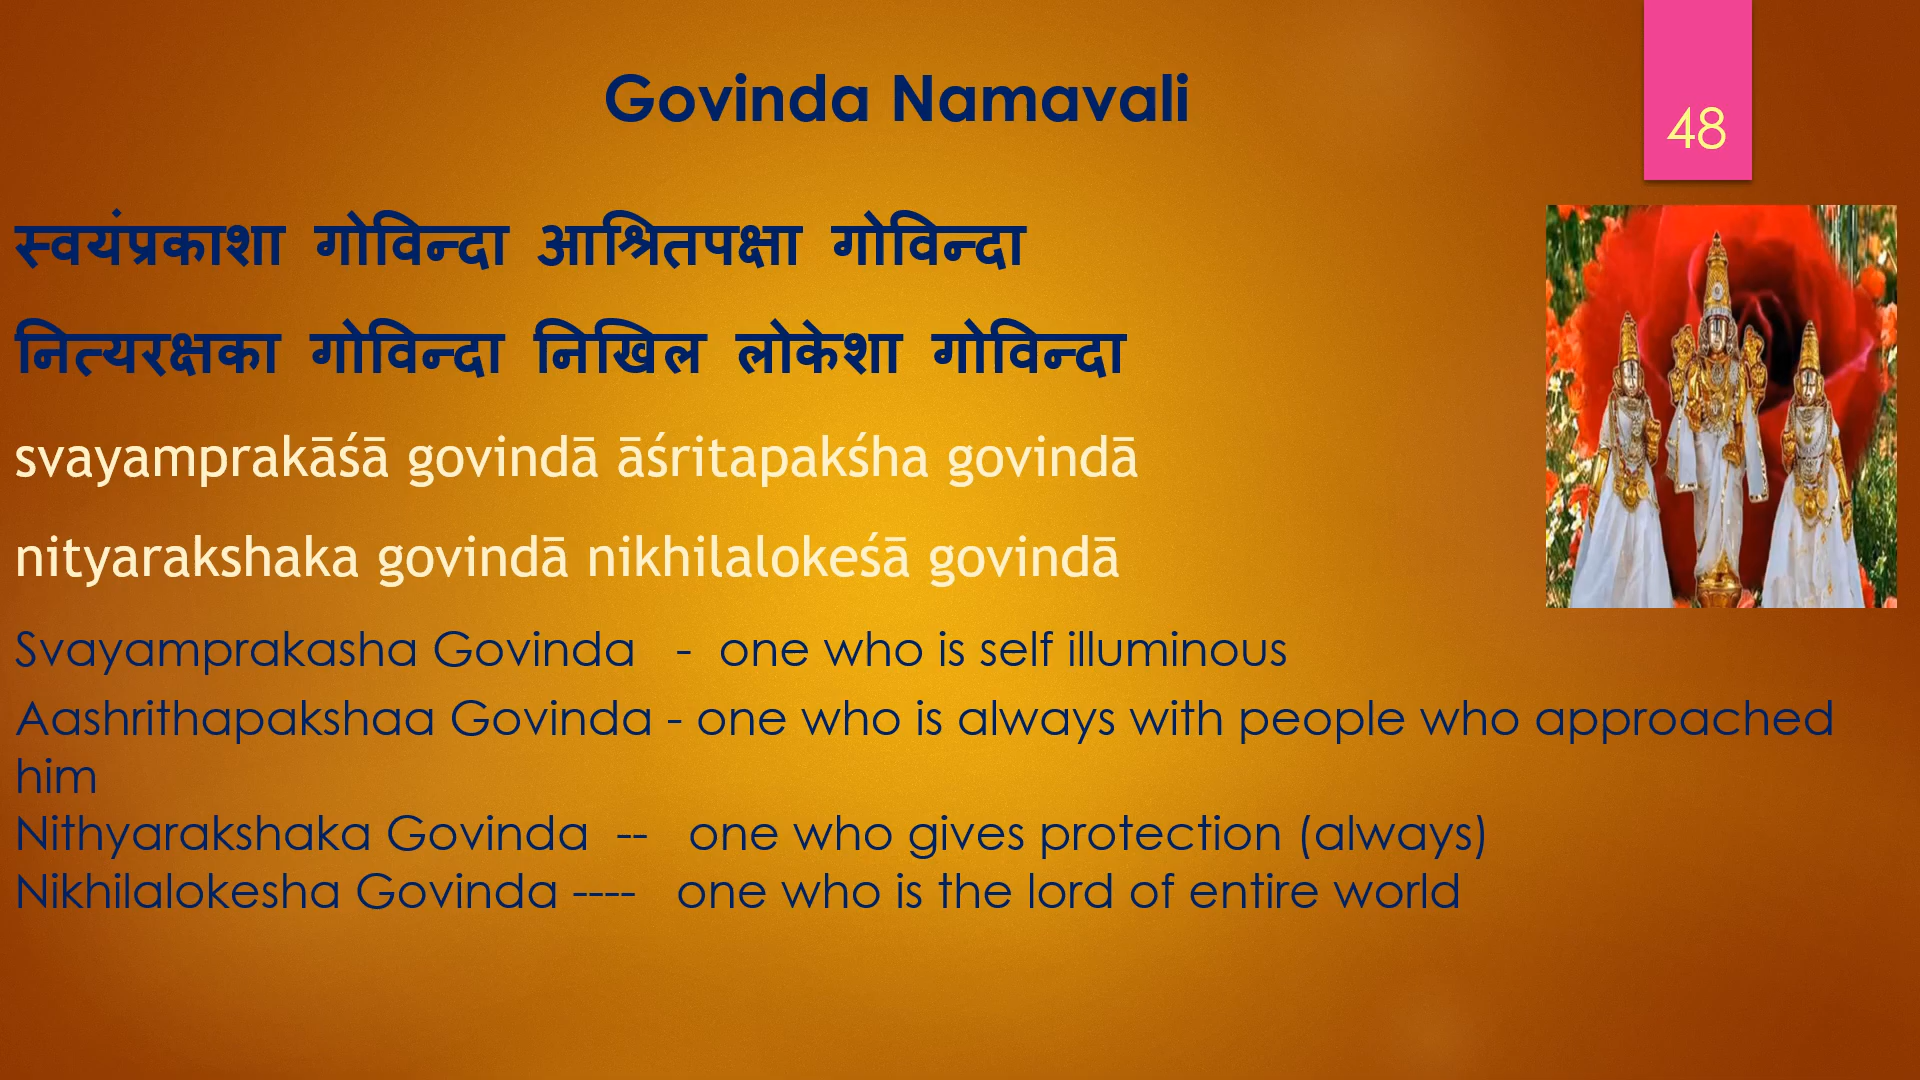 Govinda Namavali
48
स्वयंप्रकाशा गोविन्दा आश्रितपक्षा गोविन्दा
नित्यरक्षका गोविन्दा निखिल लोकेशा गोविन्दा
svayamprakāśā govindā āśritapakśha govindā
nityarakshaka govindā nikhilalokeśā govindā
Svayamprakasha Govinda - one who is self illuminous
Aashrithapakshaa Govinda - one who is always with people who approached
him
Nithyarakshaka Govinda -- one who gives protection (always)
Nikhilalokesha Govinda ---- one who is the lord of entire world